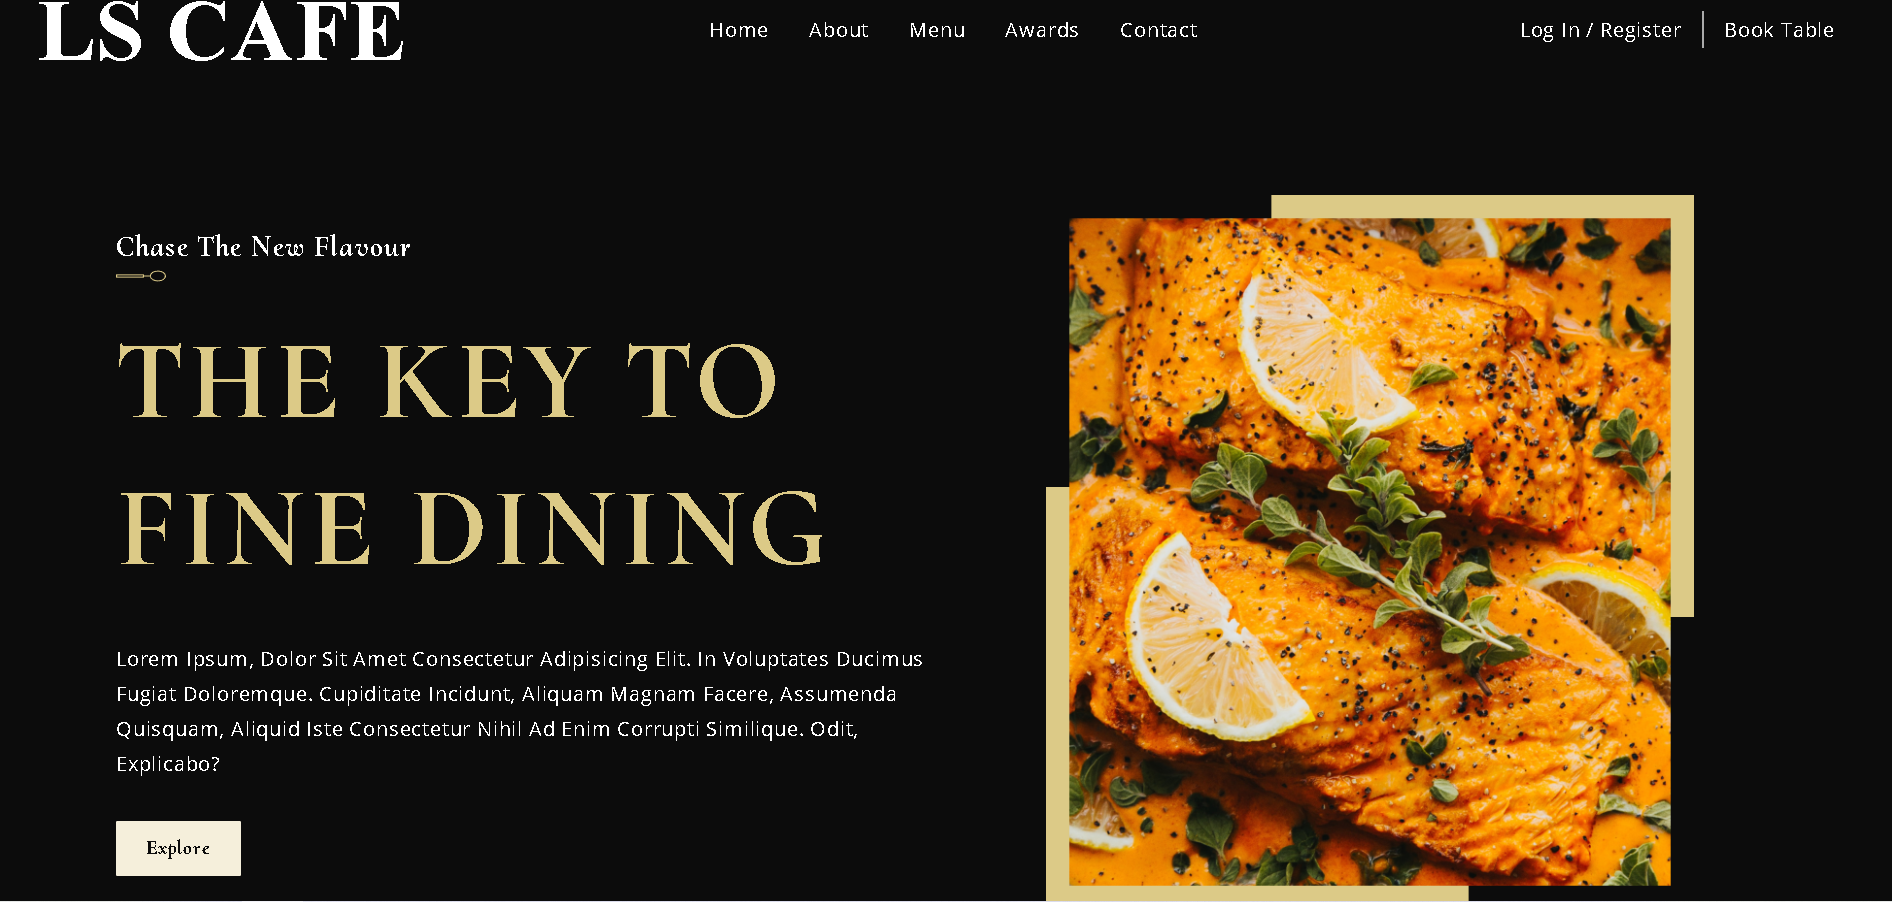 LS CAFE
Home About Menu Awards Contact
Log In / Register Book Table
Chase The New Flavour
THE KEY TO
FINE DINING
Lorem Ipsum, Dolor Sit Amet Consectetur Adipisicing Elit. In Voluptates Ducimus
Fugiat Doloremque. Cupiditate Incidunt, Aliquam Magnam Facere, Assumenda
Quisquam, Aliquid Iste Consectetur Nihil Ad Enim Corrupti Similique. Odit,
Explicabo?
Explore